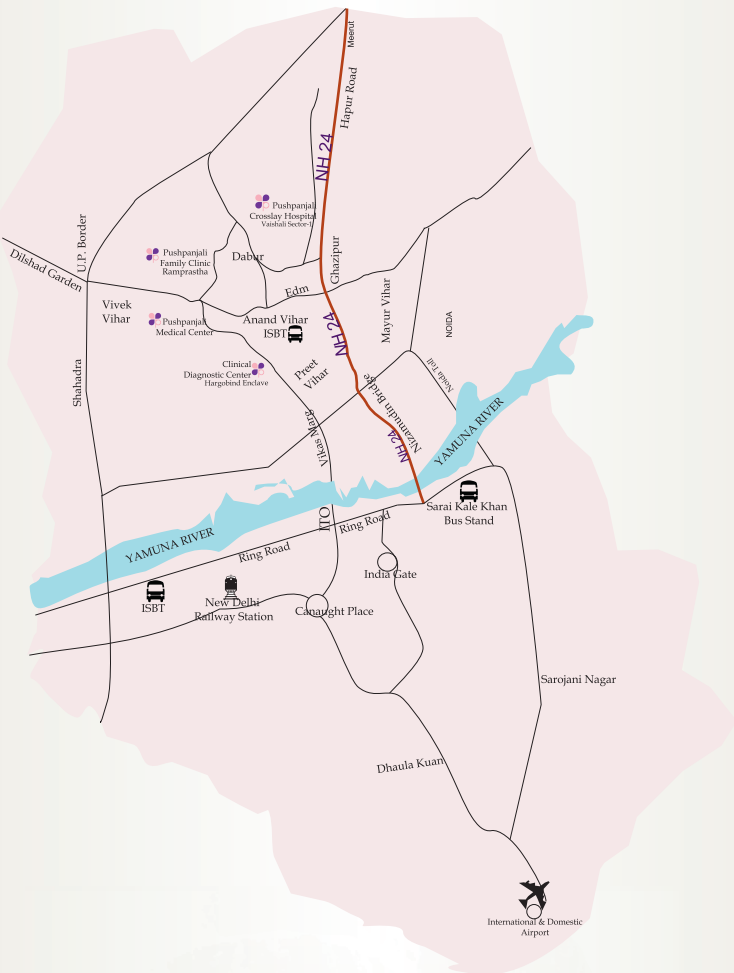 Meerut
Hapur Road
NH 24
Pushpanjali
Crosslay Hospital
Vaishali Sector-I
U.P. Border
Dilshad Garden
Pushpanjali
Family Clinic
Ramprastha
Dabur
Ghazipur
Edm
Vivek
Vihar
Pushpanjali
Medical Center
Anand Vihar
ISBT
NH 24
Mayur Vihar
NOIDA
Clinical
Diagnostic Center
Hargobind Enclave
Preet
Vihar
Shahadra
Noida Toll
Nizamudin Bridge
Vikas Marg
NH 24
YAMUNA RIVER
Sarai Kale Khan
Bus Stand
ITO
Ring Road
YAMUNA RIVER
Ring Road
India Gate
ISBT
New Delhi
Railway Station
Canaught Place
Sarojani Nagar
Dhaula Kuan
International & Domestic
Airport